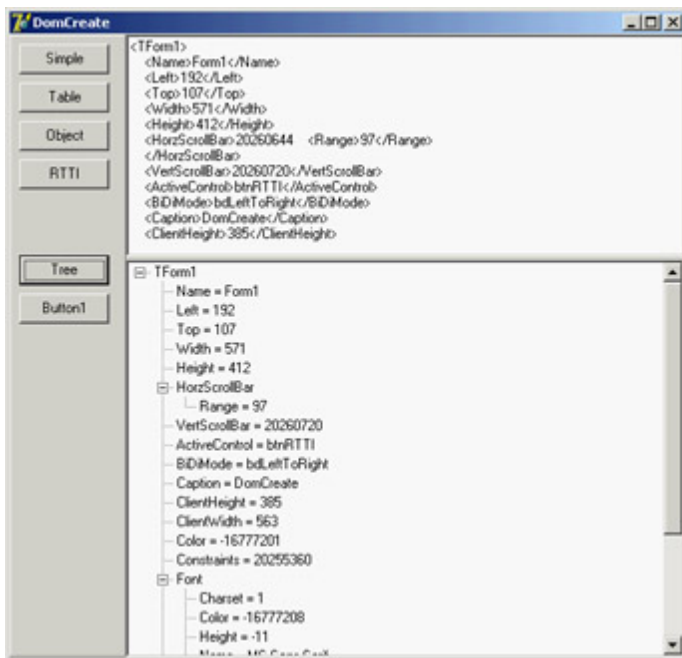 DomCreate
Simple
Table
Object
RTTI
Tree
Button1
<TForm1>
<Name>Form1</Name>
<Left>192</Left>
<Top>107</Top>
<Width>571</Width>
<Height>412</Height>
<HorzScrollBar>20260644 <Range>97</Range>
</HorzScrollBar>
<VertScrollBar>20260720</VertScrollBar>
<ActiveControl>btnRTTI</ActiveControl>
<BiDiMode>bdLeftToRight</BiDiMode>
<Caption>DomCreate</Caption>
<ClientHeight>385</ClientHeight>
TForm1
Name = Form1
Left = 192
Top = 107
Width = 571
Height = 412
HorzScrollBar
Range = 97
VertScrollBar = 20260720
ActiveControl = btnRTTI
BiDiMode = bdLeftToRight
Caption = DomCreate
ClientHeight = 385
ClientWidth = 563
Color = -16777201
Constraints = 20255360
Font
Charset = 1
Color = -16777208
Height = -11
Name = MS Sans Serif